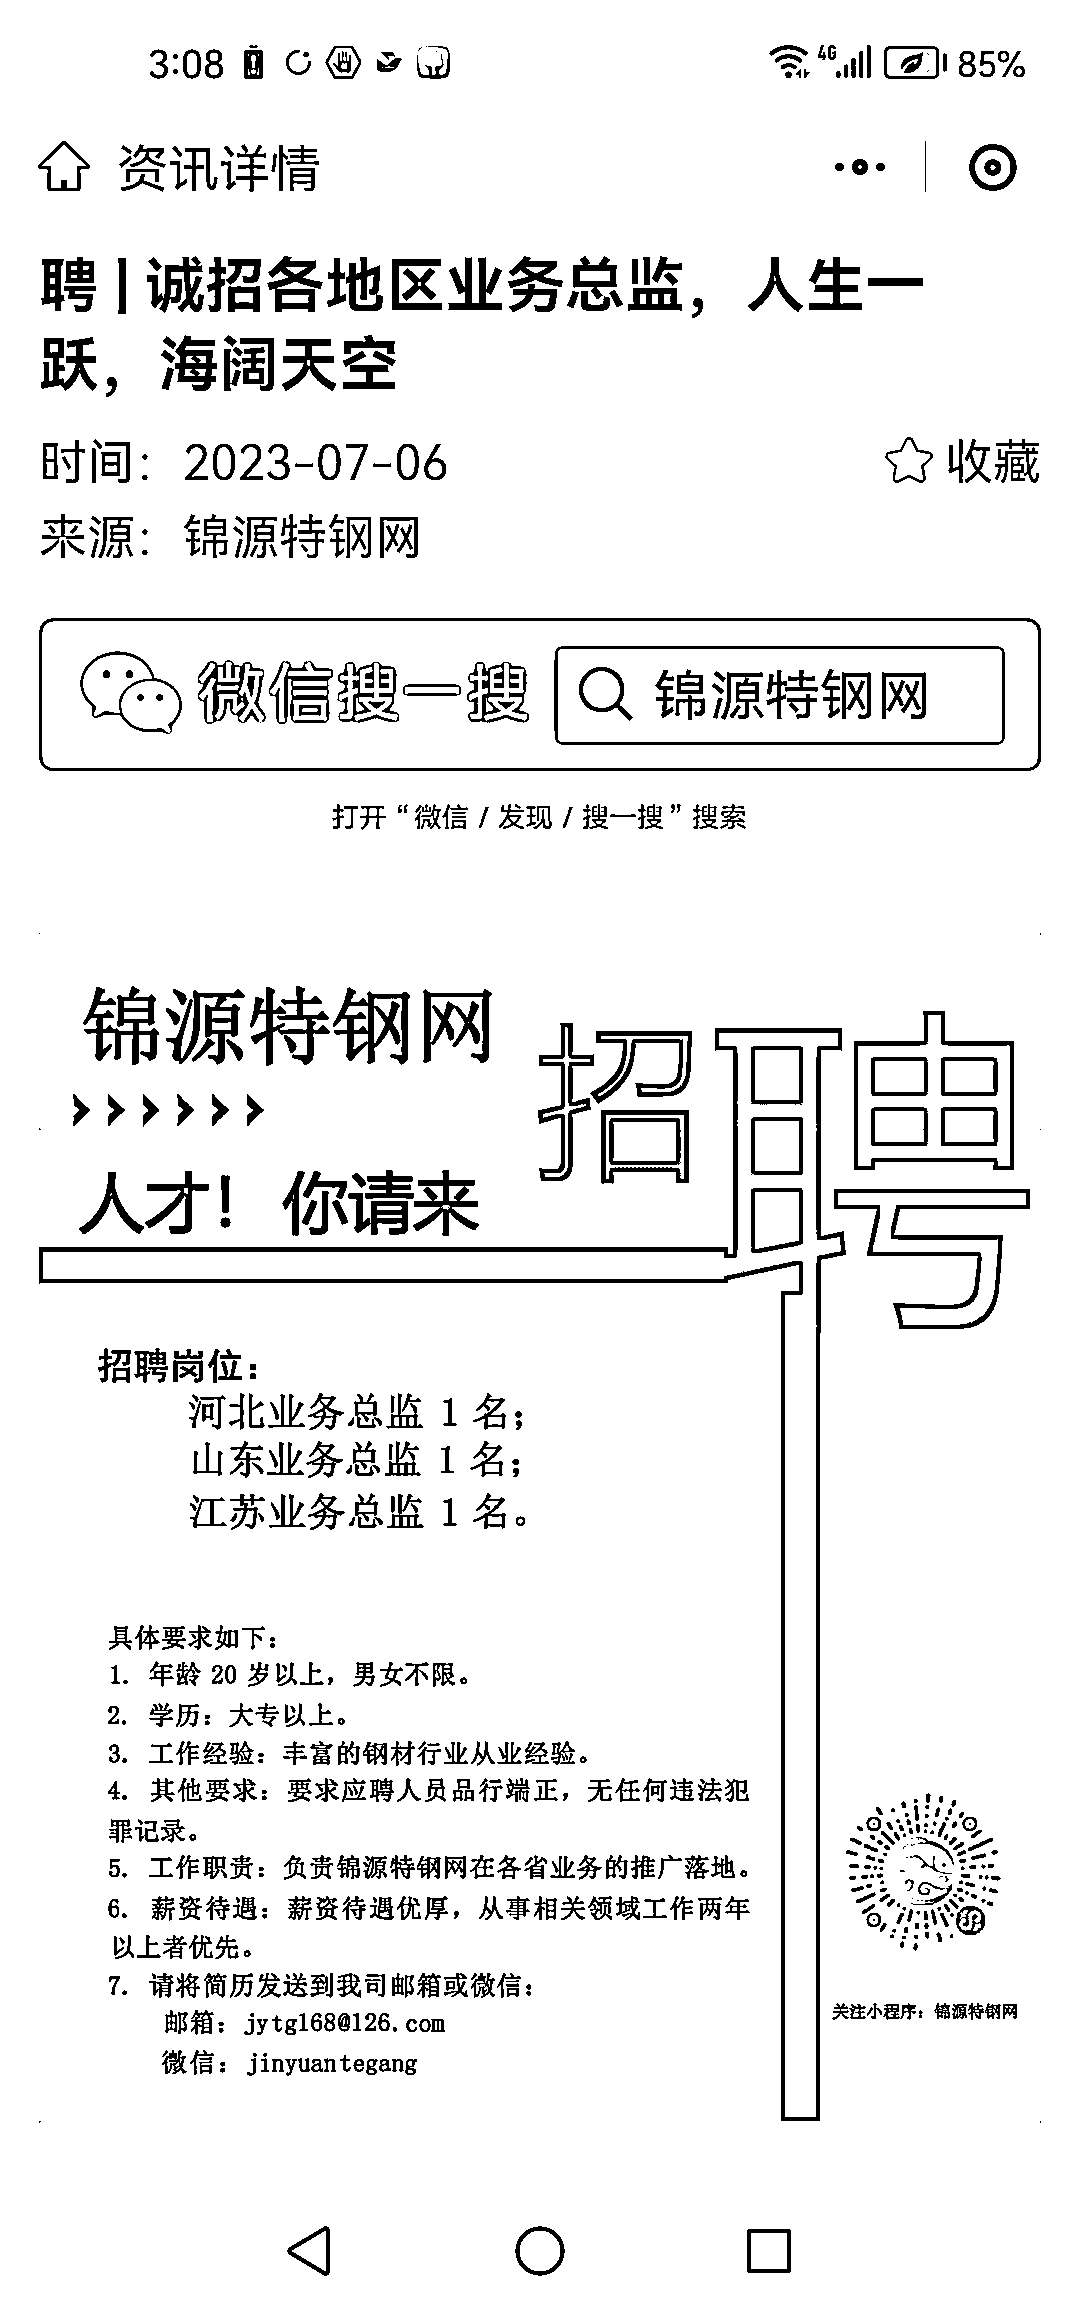 3:08 4G 85%
资讯详情
聘 | 诚招各地区业务总监，人生一
跃，海阔天空
时间：2023-07-06 收藏
来源：锦源特钢网
微信搜一搜 锦源特钢网
打开“微信 / 发现 / 搜一搜”搜索
锦源特钢网
招聘
人才！你请来
招聘岗位：
河北业务总监 1 名；
山东业务总监 1 名；
江苏业务总监 1 名。
具体要求如下：
1. 年龄 20 岁以上，男女不限。
2. 学历：大专以上。
3. 工作经验：丰富的钢材行业从业经验。
4. 其他要求：要求应聘人员品行端正，无任何违法犯
罪记录。
5. 工作职责：负责锦源特钢网在各省业务的推广落地。
6. 薪资待遇：薪资待遇优厚，从事相关领域工作两年
以上者优先。
7. 请将简历发送到我司邮箱或微信：
邮箱：jytg168@126.com
微信：jinyuantegang
关注小程序：锦源特钢网